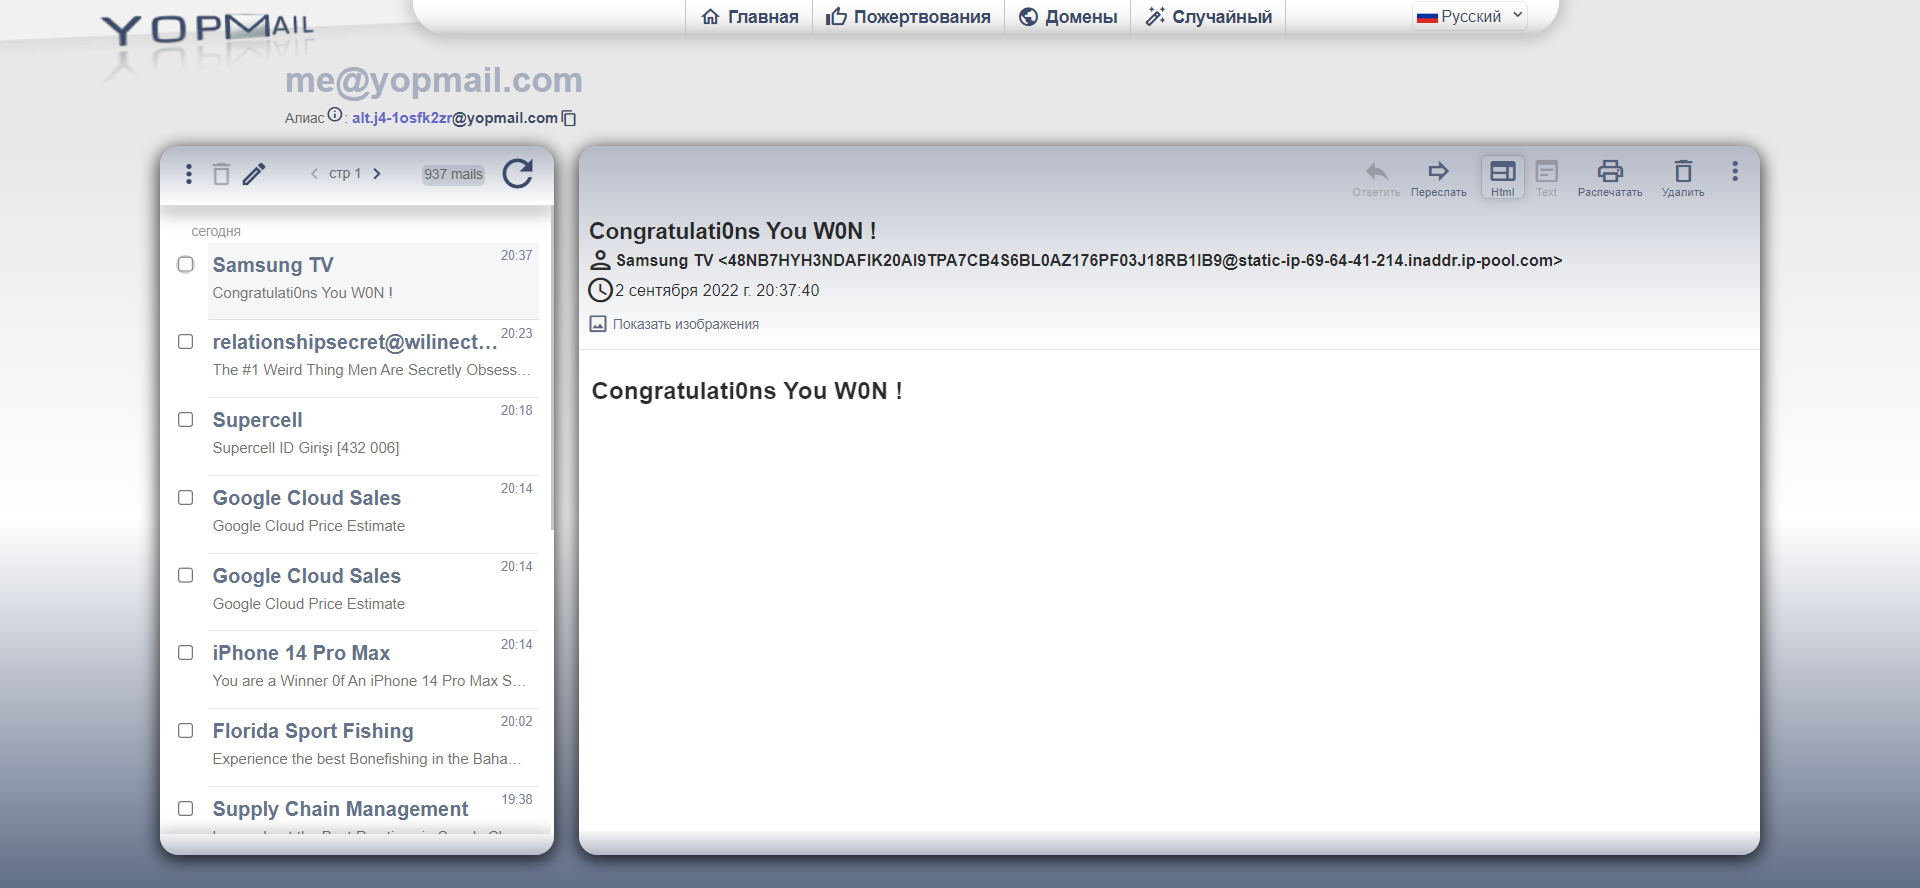 YOPMAIL
Главная Пожертвования Домены Случайный Русский
me@yopmail.com
Алиас : alt.j4-1osfk2zr@yopmail.com
стр 1 937 mails
сегодня
Samsung TV 20:37
Congratulati0ns You W0N !
relationshipsecret@wilinect... 20:23
The #1 Weird Thing Men Are Secretly Obsess...
Supercell 20:18
Supercell ID Girişi [432 006]
Google Cloud Sales 20:14
Google Cloud Price Estimate
Google Cloud Sales 20:14
Google Cloud Price Estimate
iPhone 14 Pro Max 20:14
You are a Winner 0f An iPhone 14 Pro Max S...
Florida Sport Fishing 20:02
Experience the best Bonefishing in the Baha...
Supply Chain Management 19:38
Ответить Переслать Html Text Распечатать Удалить
Congratulati0ns You W0N !
Samsung TV <48NB7HYH3NDAFIK20AI9TPA7CB4S6BL0AZ176PF03J18RB1IB9@static-ip-69-64-41-214.inaddr.ip-pool.com>
2 сентября 2022 г. 20:37:40
Показать изображения
Congratulati0ns You W0N !